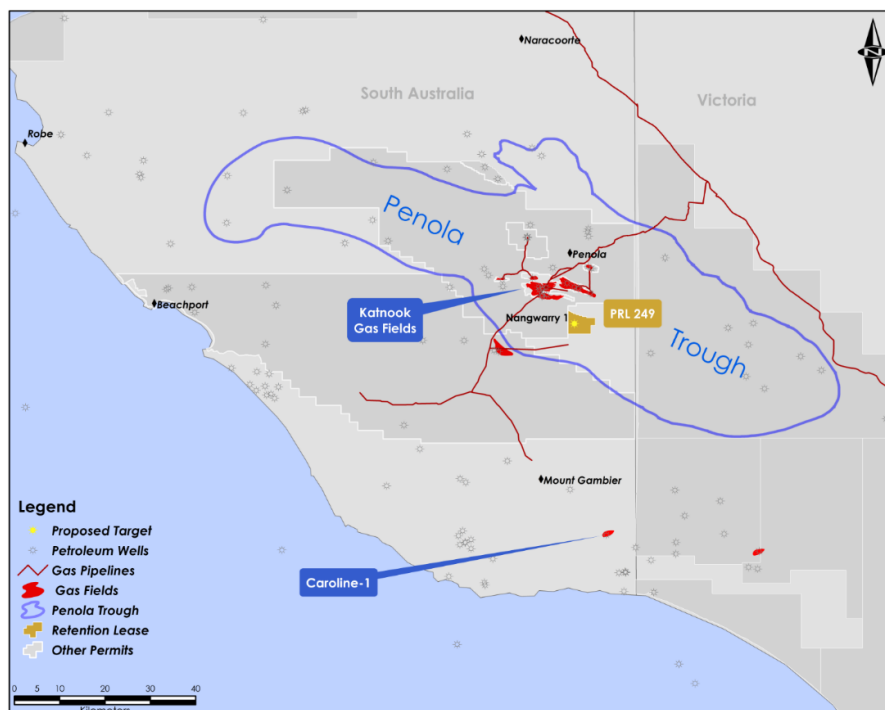 Naracoorte
South Australia
Victoria
Robe
Penola
Penola
Beachport
Katnook
Gas Fields
Nangwarry 1
PRL 249
Trough
Mount Gambier
Caroline-1
Legend
Proposed Target
Petroleum Wells
Gas Pipelines
Gas Fields
Penola Trough
Retention Lease
Other Permits
0 5 10 20 30 40
Kilometers